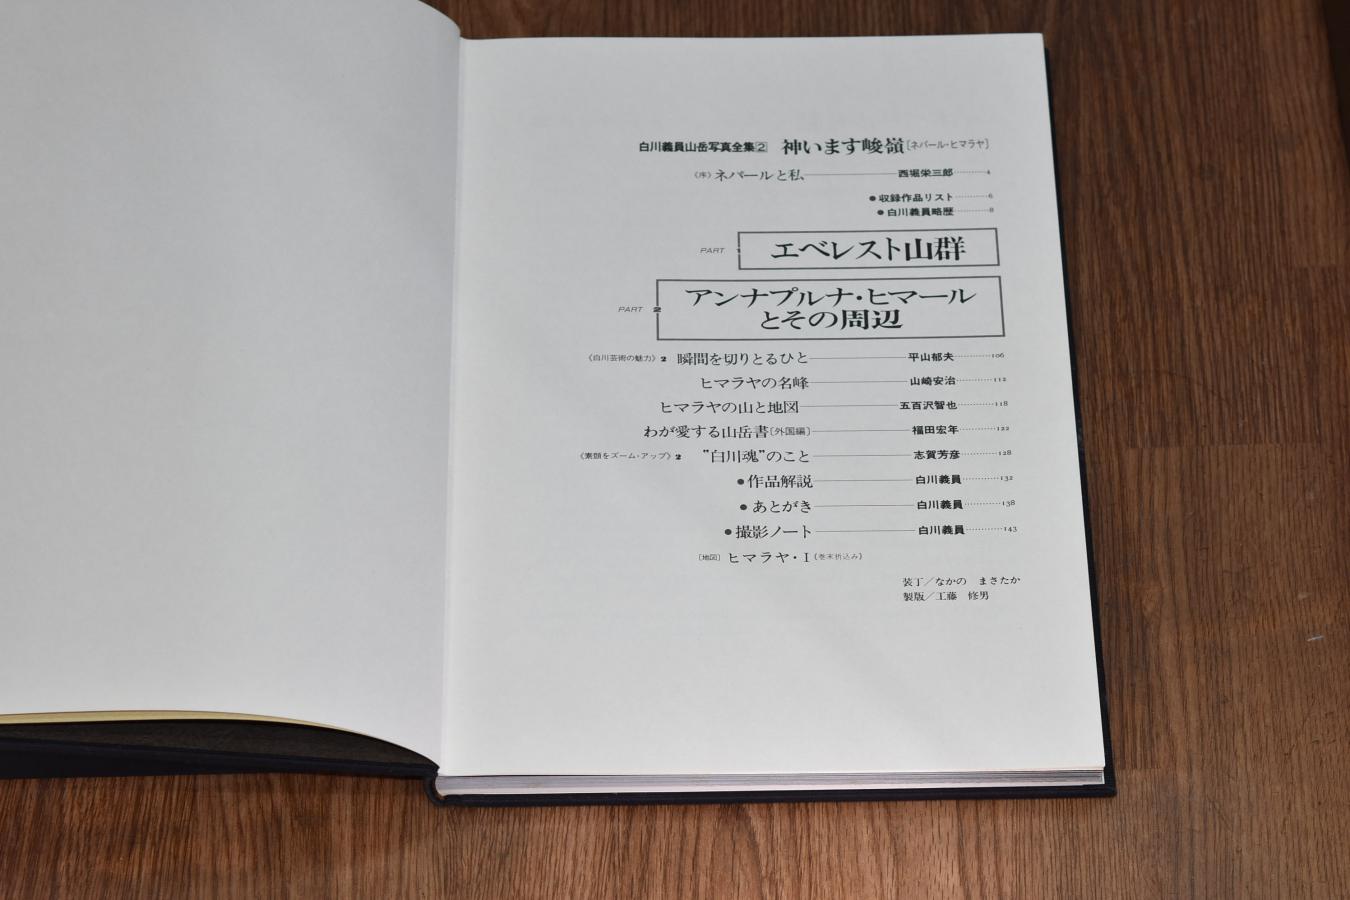 白川義員山岳写真全集② 神います峻嶺[ネパール・ヒマラヤ]
《序》ネパールと私 西堀栄三郎 4
●収録作品リスト 6
●白川義員略歴 8
PART 1 エベレスト山群
PART 2 アンナプルナ・ヒマール
とその周辺
《白川芸術の魅力》2 瞬間を切りとるひと 平山郁夫 106
ヒマラヤの名峰 山崎安治 112
ヒマラヤの山と地図 五百沢智也 118
わが愛する山岳書〔外国編〕 福田宏年 122
《素顔をズーム・アップ》2 "白川魂"のこと 志賀芳彦 128
●作品解説 白川義員 132
●あとがき 白川義員 138
●撮影ノート 白川義員 143
〔地図〕ヒマラヤ・I(巻末折込み)
装丁/なかの まさたか
製版/工藤 修男